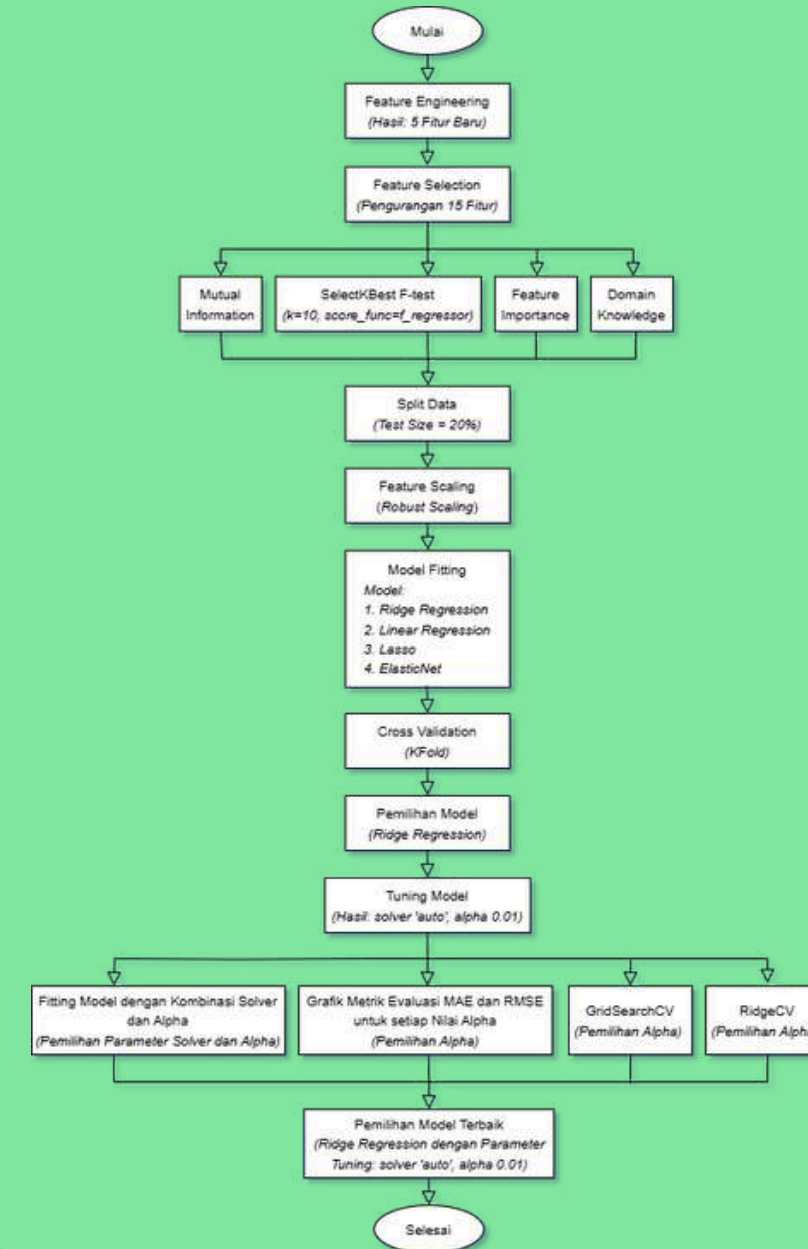 Mulai
Feature Engineering
(Hasil: 5 Fitur Baru)
Feature Selection
(Pengurangan 15 Fitur)
Mutual
Information
SelectKBest F-test
(k=10, score_func=f_regressor)
Feature
Importance
Domain
Knowledge
Split Data
(Test Size = 20%)
Feature Scaling
(Robust Scaling)
Model Fitting
Model:
1. Ridge Regression
2. Linear Regression
3. Lasso
4. ElasticNet
Cross Validation
(KFold)
Pemilihan Model
(Ridge Regression)
Tuning Model
(Hasil: solver 'auto', alpha 0.01)
Fitting Model dengan Kombinasi Solver
dan Alpha
(Pemilihan Parameter Solver dan Alpha)
Grafik Metrik Evaluasi MAE dan RMSE
untuk setiap Nilai Alpha
(Pemilihan Alpha)
GridSearchCV
(Pemilihan Alpha)
RidgeCV
(Pemilihan Alpha
Pemilihan Model Terbaik
(Ridge Regression dengan Parameter
Tuning: solver 'auto', alpha 0.01)
Selesai